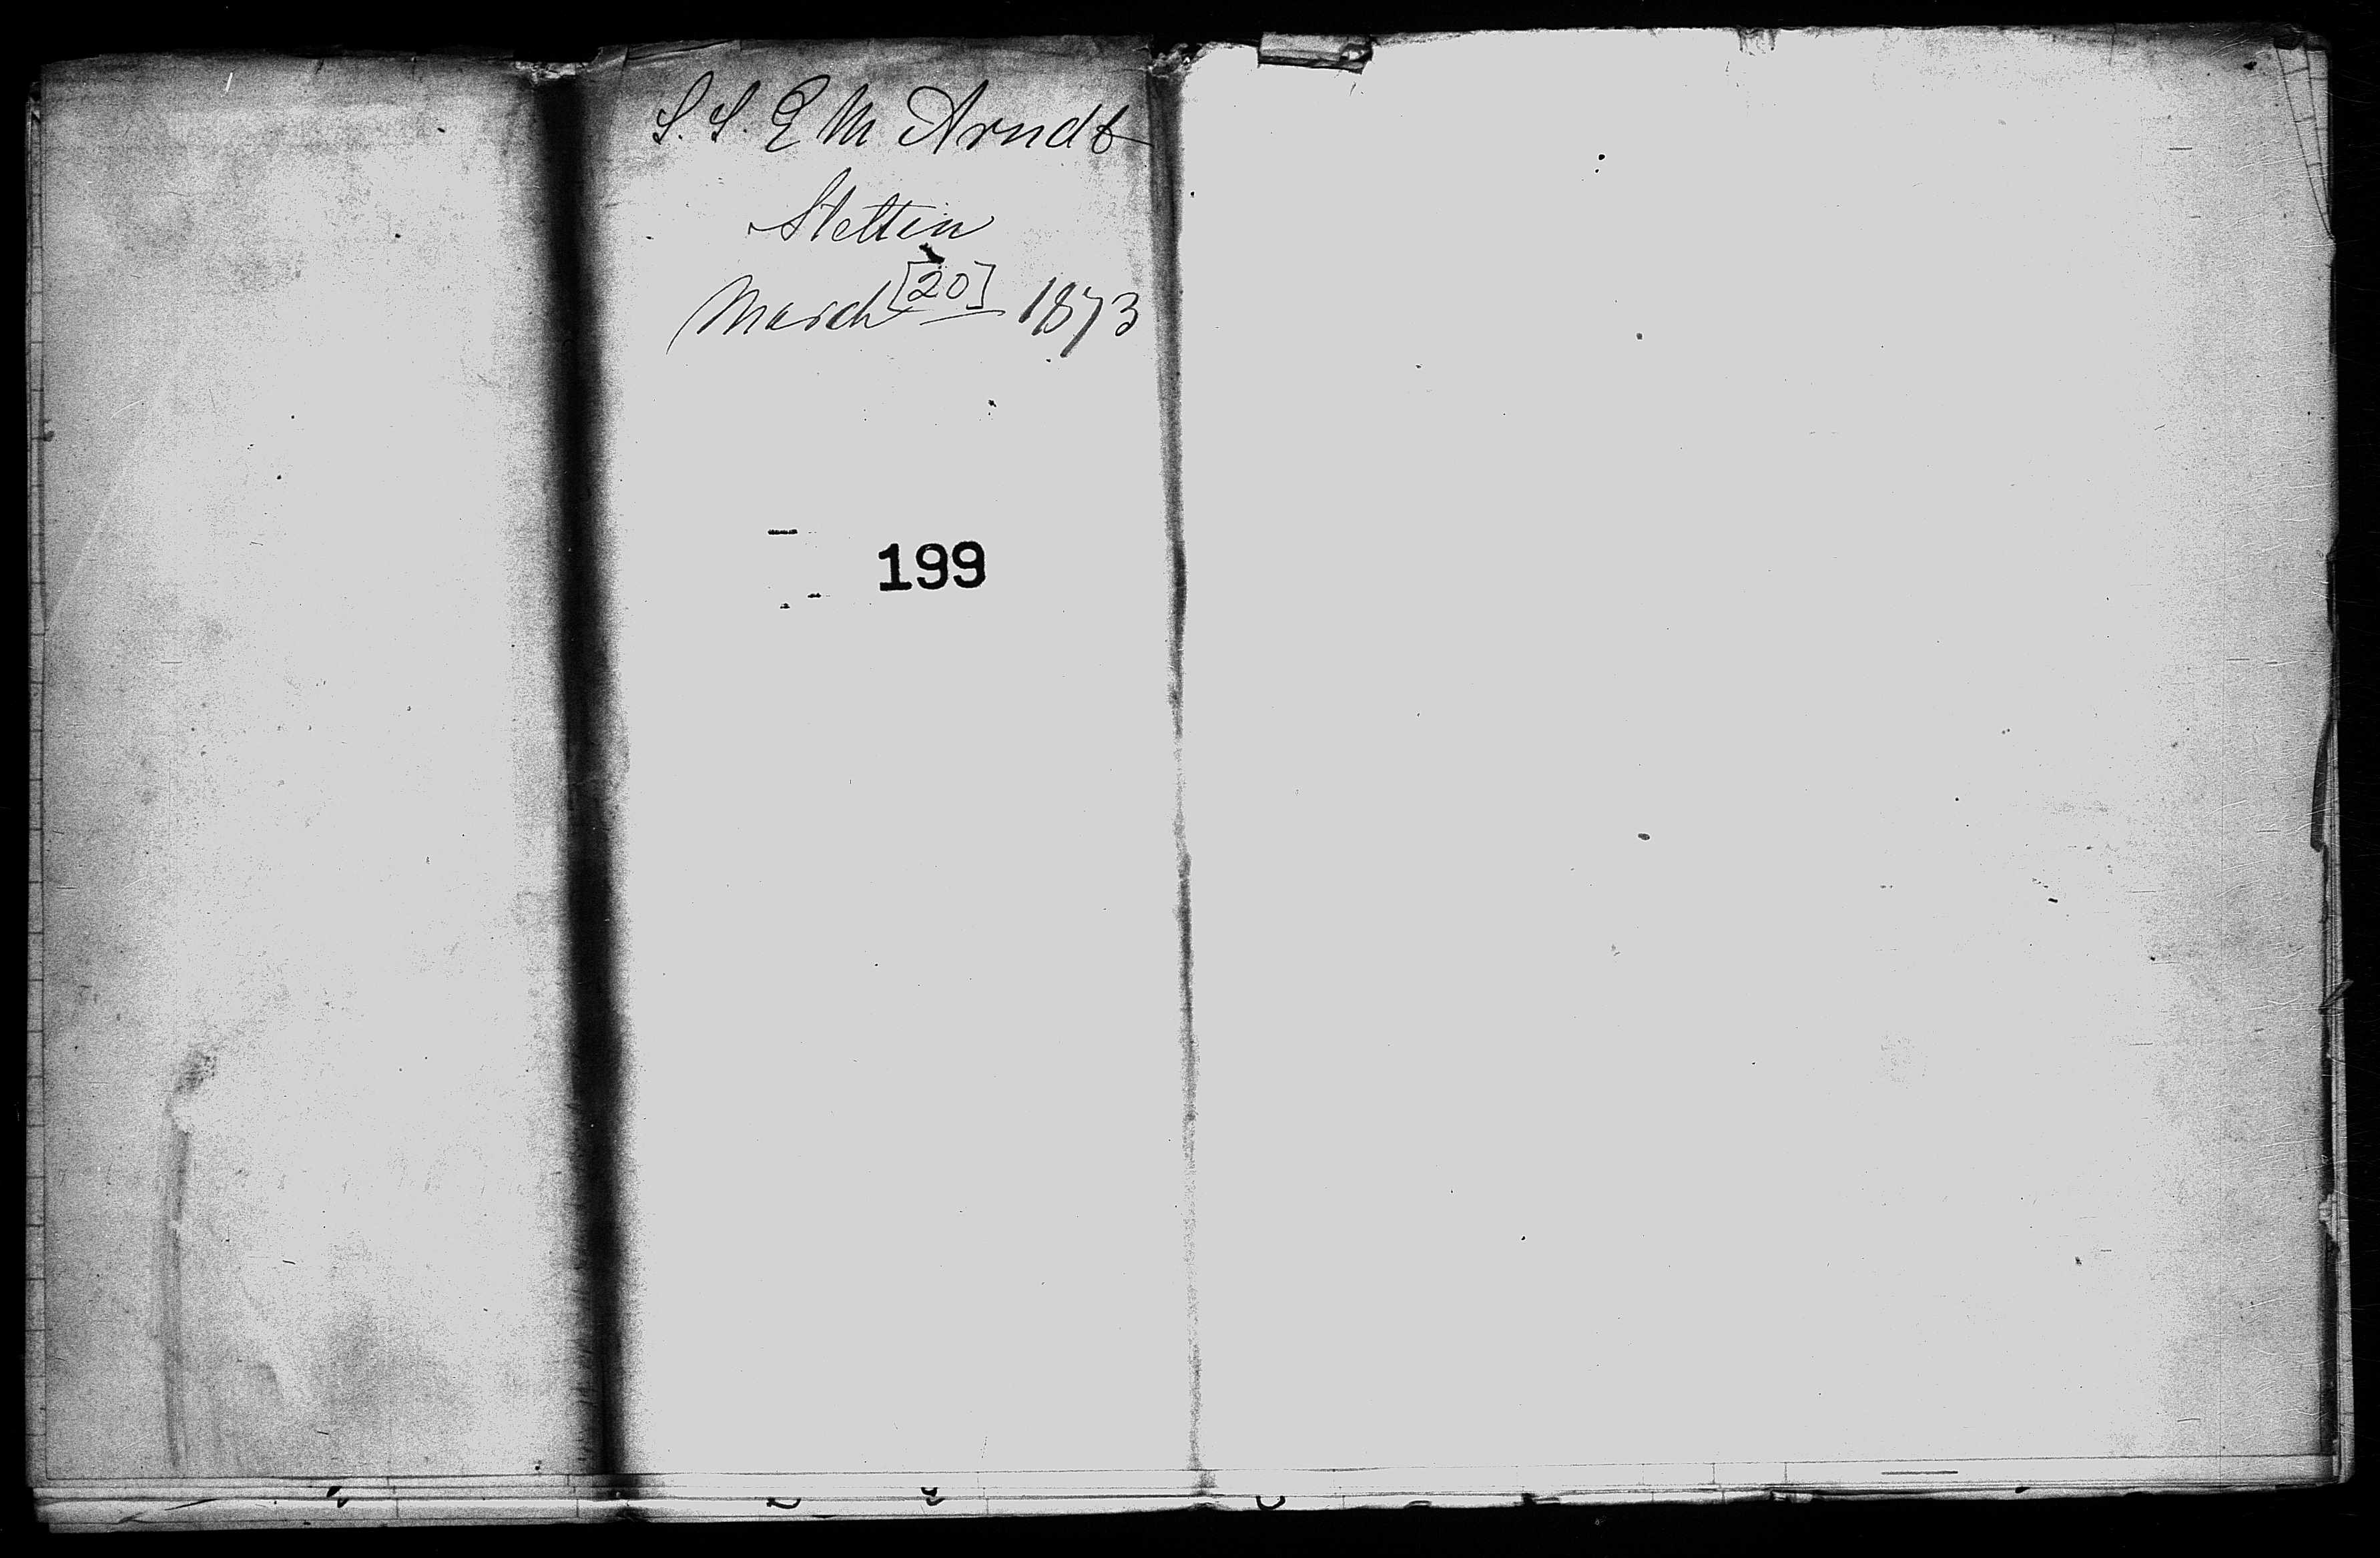 S.S. E M Arndt
Stettin
March [20] 1873
199